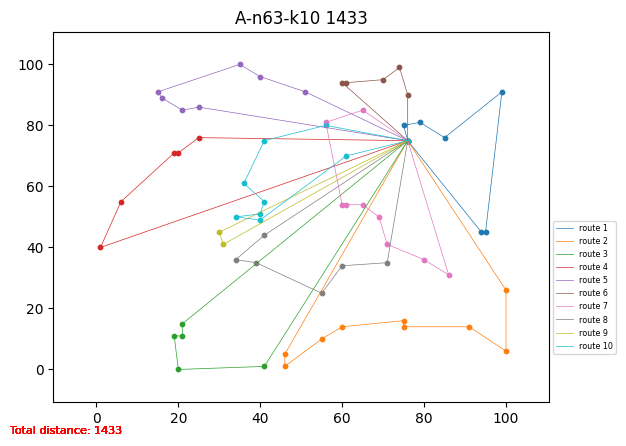 A-n63-k10 1433
100
80
60
40
20
0
0 20 40 60 80 100
route 1
route 2
route 3
route 4
route 5
route 6
route 7
route 8
route 9
route 10
Total distance: 1433